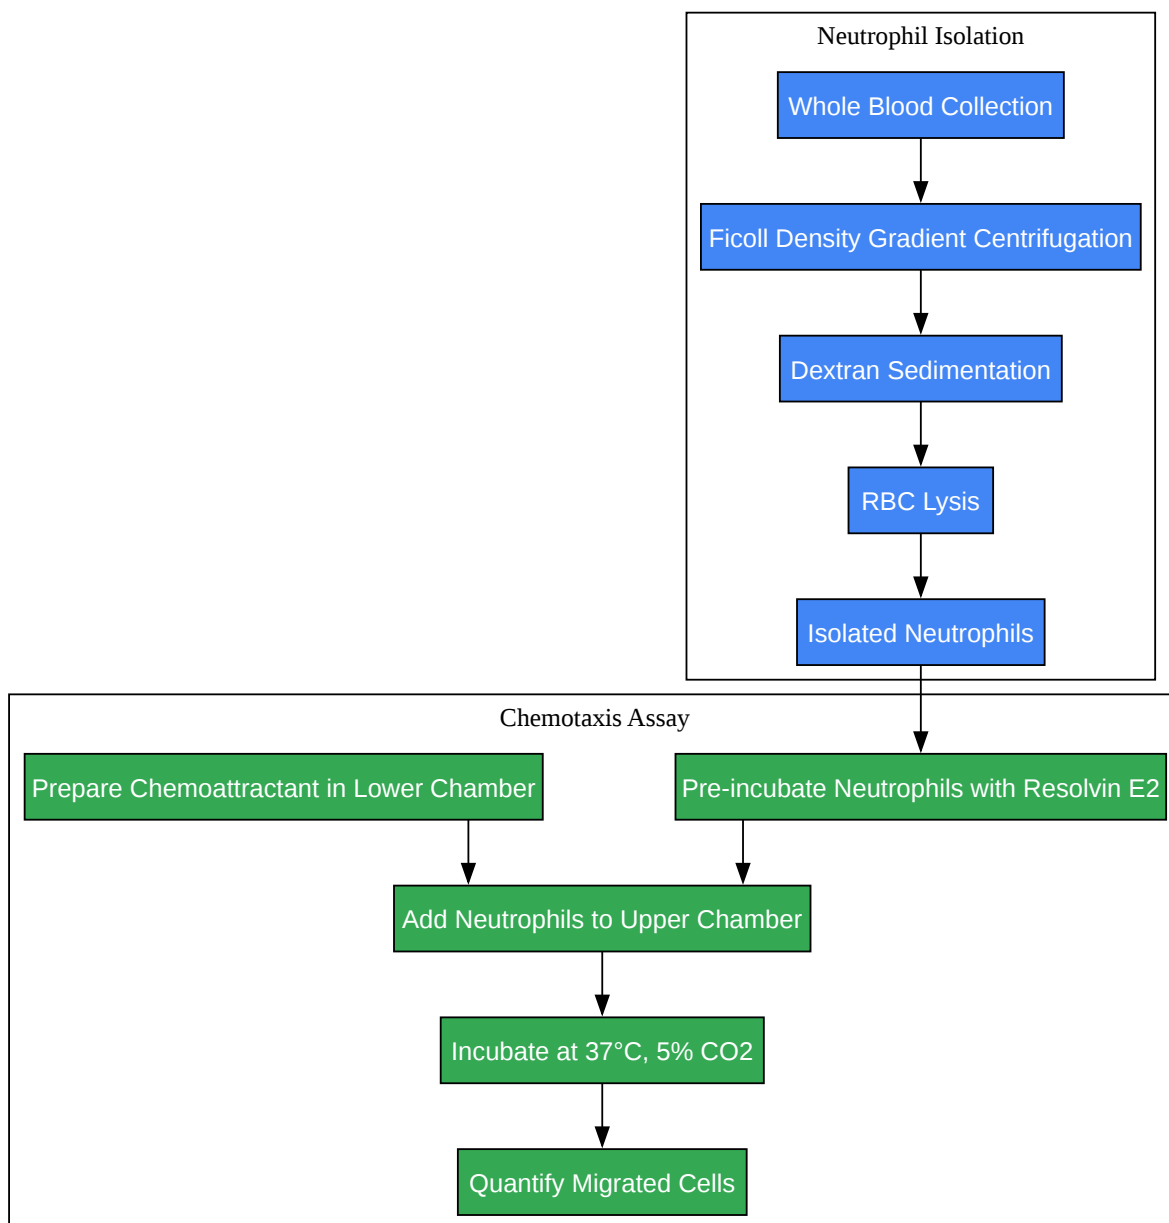 Neutrophil Isolation
Whole Blood Collection
Ficoll Density Gradient Centrifugation
Dextran Sedimentation
RBC Lysis
Isolated Neutrophils
Chemotaxis Assay
Prepare Chemoattractant in Lower Chamber
Pre-incubate Neutrophils with Resolvin E2
Add Neutrophils to Upper Chamber
Incubate at 37°C, 5% CO2
Quantify Migrated Cells